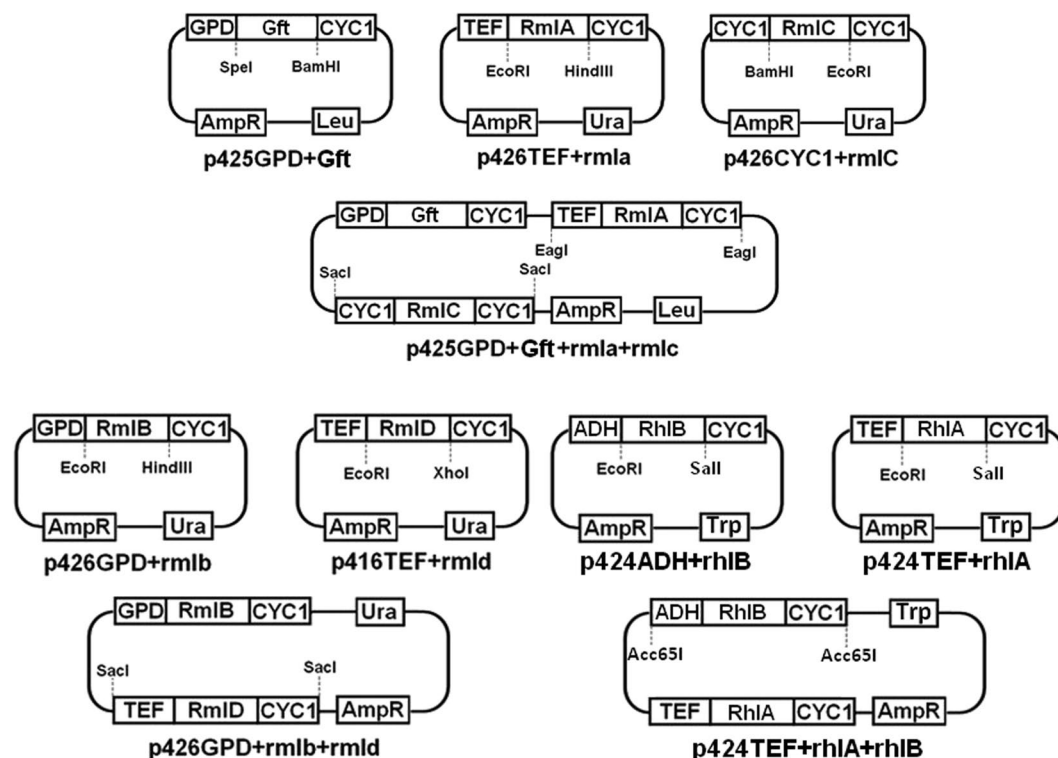 GPD Gft CYC1 TEF RmlA CYC1 CYC1 RmlC CYC1
SpeI BamHI EcoRI HindIII BamHI EcoRI
AmpR Leu AmpR Ura AmpR Ura
p425GPD+Gft p426TEF+rmla p426CYC1+rmlC
GPD Gft CYC1 TEF RmlA CYC1
EagI EagI
SacI SacI
CYC1 RmlC CYC1 AmpR Leu
p425GPD+Gft+rmla+rmlc
GPD RmlB CYC1 TEF RmlD CYC1 ADH RhlB CYC1 TEF RhlA CYC1
EcoRI HindIII EcoRI XhoI EcoRI SalI EcoRI SalI
AmpR Ura AmpR Ura AmpR Trp AmpR Trp
p426GPD+rmlb p416TEF+rmld p424ADH+rhlB p424TEF+rhlA
GPD RmlB CYC1 Ura ADH RhlB CYC1 Trp
SacI SacI Acc65I Acc65I
TEF RmlD CYC1 AmpR TEF RhlA CYC1 AmpR
p426GPD+rmlb+rmld p424TEF+rhlA+rhlB